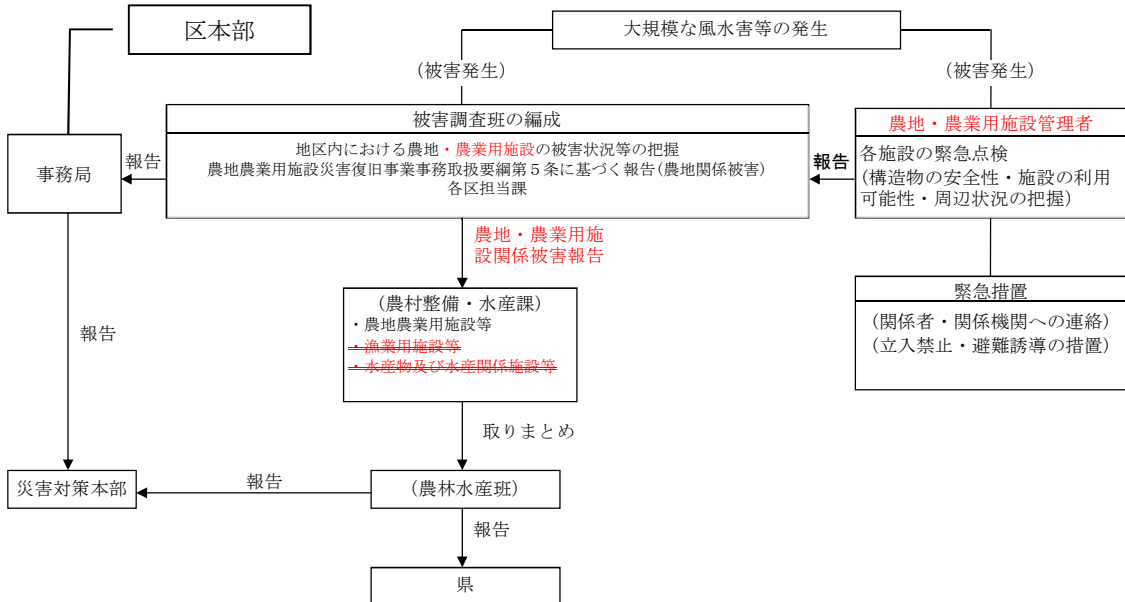 区本部
大規模な風水害等の発生
(被害発生)
(被害発生)
被害調査班の編成
地区内における農地・農業用施設の被害状況等の把握
農地農業用施設災害復旧事業事務取扱要綱第５条に基づく報告(農地関係被害)
各区担当課
農地・農業用施設管理者
各施設の緊急点検
(構造物の安全性・施設の利用
可能性・周辺状況の把握)
事務局
報告
報告
農地・農業用施
設関係被害報告
緊急措置
(関係者・関係機関への連絡)
(立入禁止・避難誘導の措置)
(農村整備・水産課)
・農地農業用施設等
・漁業用施設等
・水産物及び水産関係施設等
報告
取りまとめ
災害対策本部
報告
(農林水産班)
報告
県